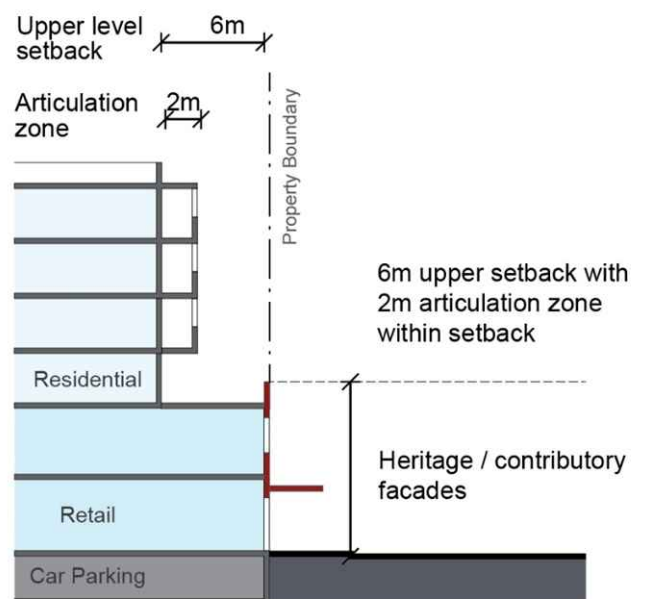 Upper level
setback
6m
Articulation
zone
2m
Property Boundary
6m upper setback with
2m articulation zone
within setback
Residential
Heritage / contributory
facades
Retail
Car Parking